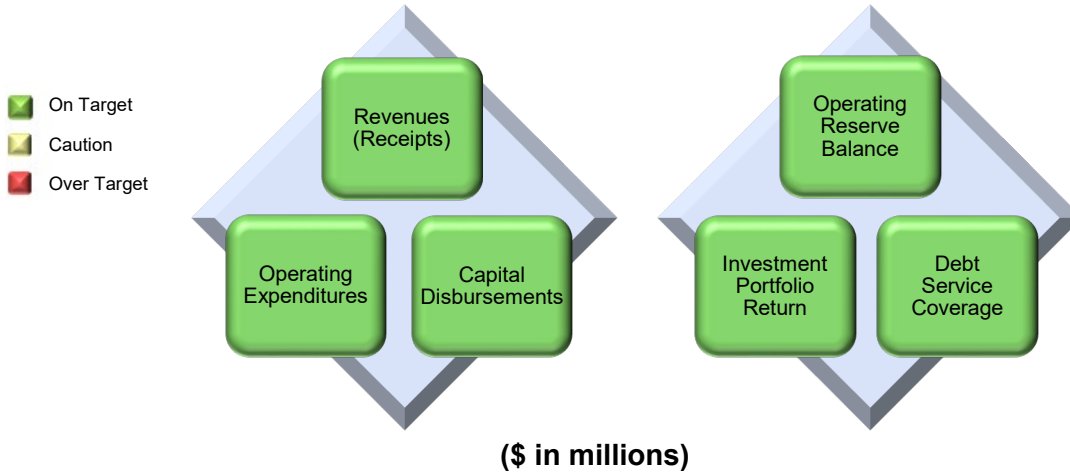 On Target
Caution
Over Target
Revenues
(Receipts)
Operating
Expenditures
Capital
Disbursements
Operating
Reserve
Balance
Investment
Portfolio
Return
Debt
Service
Coverage
($ in millions)